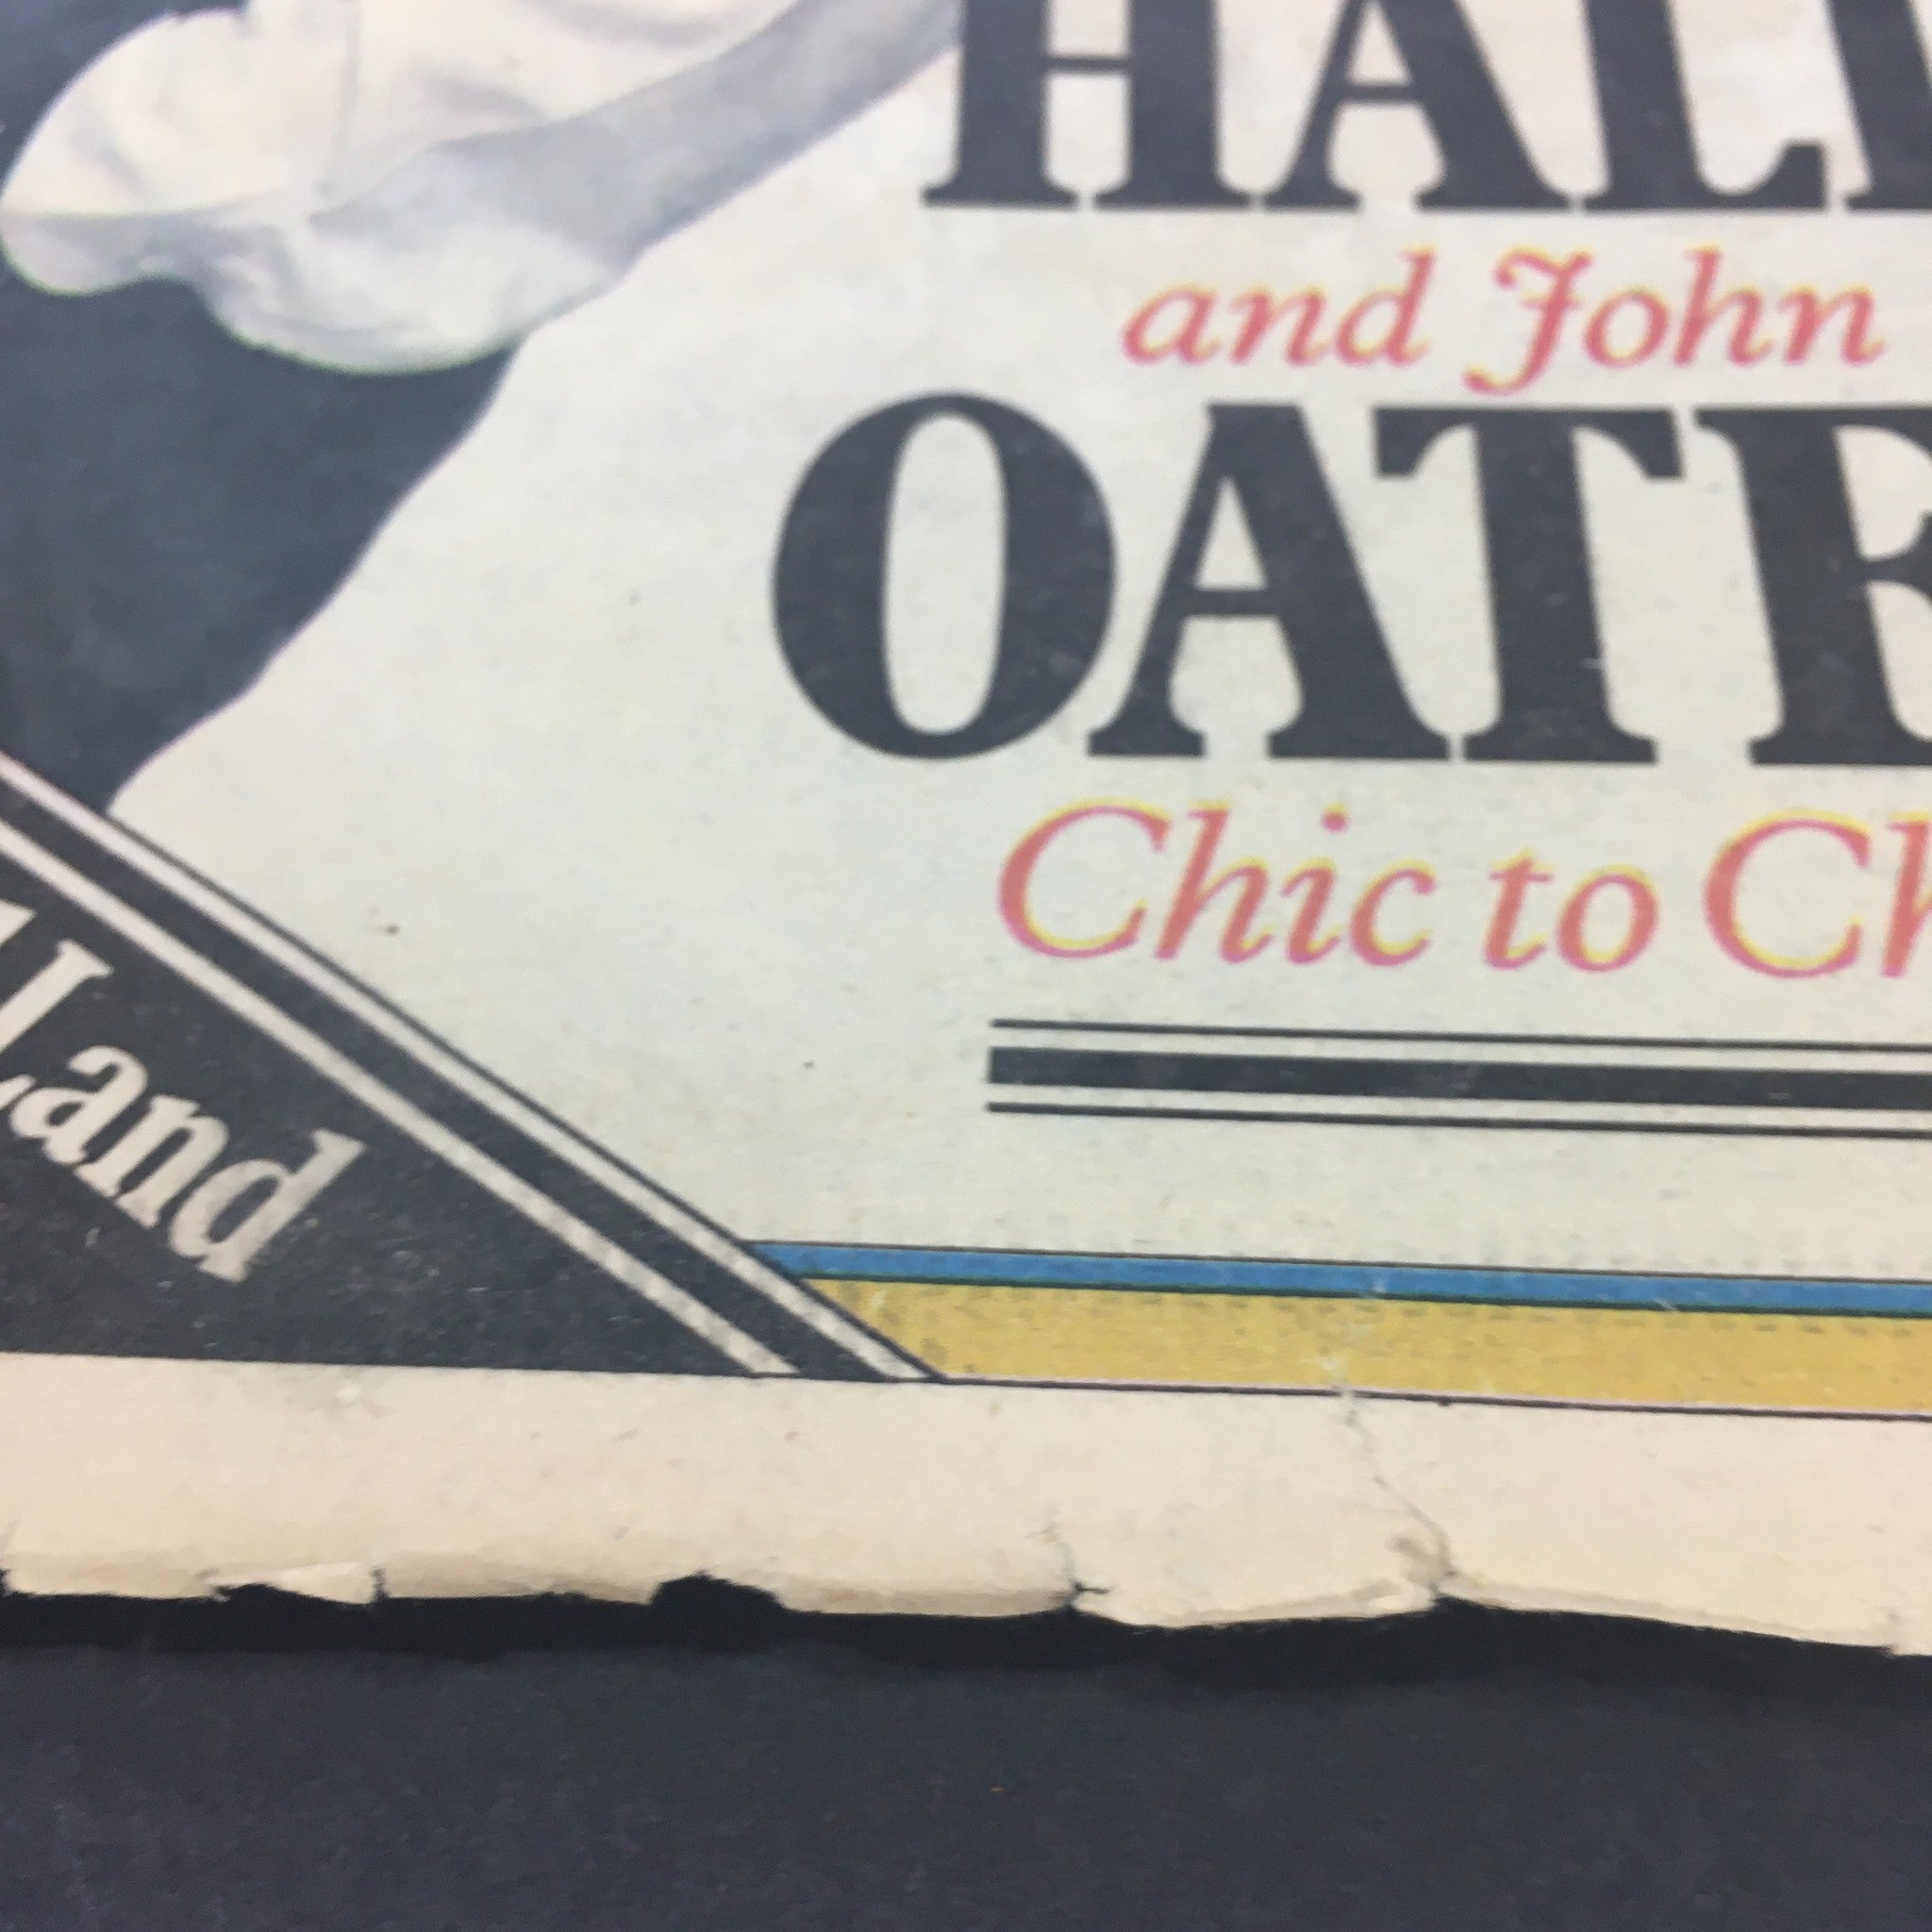 HAL
and John
OATE
Chic to Ch
Land